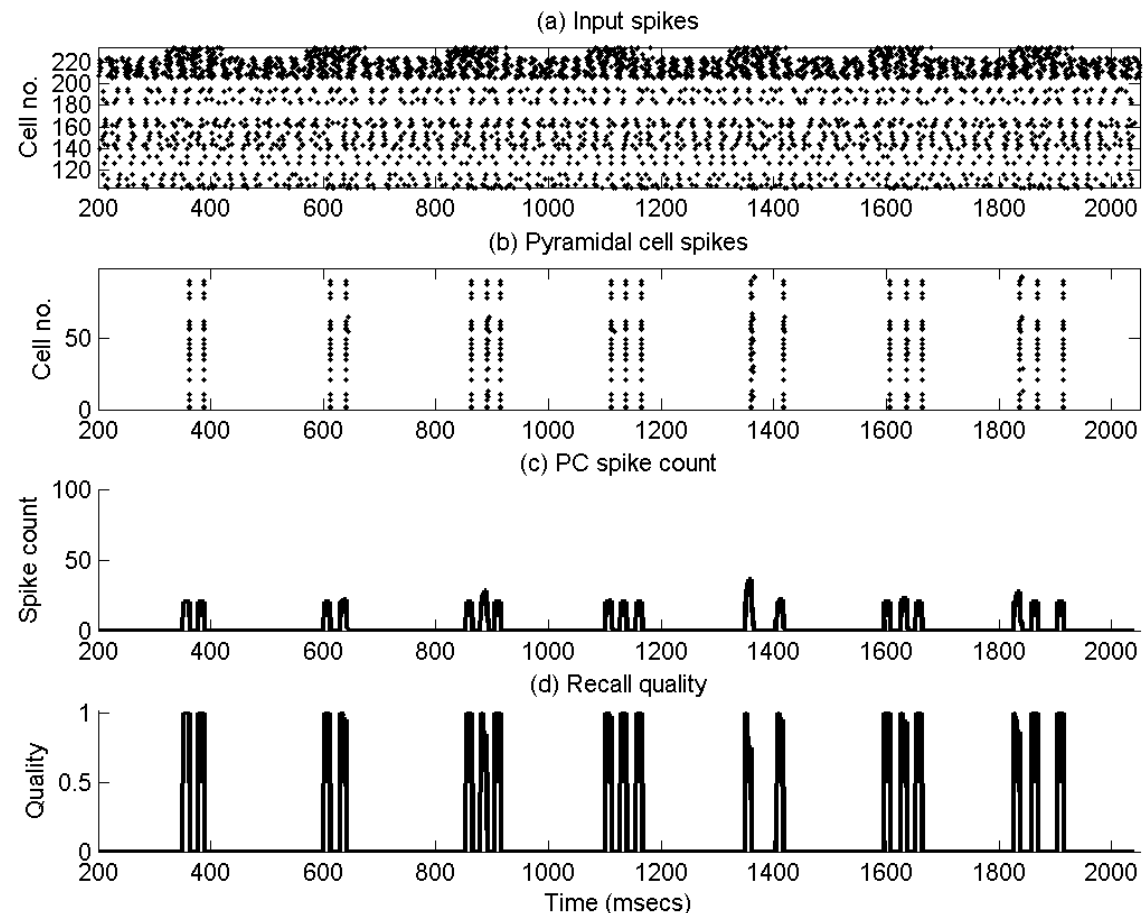 (a) Input spikes
Cell no.
220
200
180
160
140
120
200 400 600 800 1000 1200 1400 1600 1800 2000
(b) Pyramidal cell spikes
Cell no.
50
0
200 400 600 800 1000 1200 1400 1600 1800 2000
(c) PC spike count
Spike count
100
50
0
200 400 600 800 1000 1200 1400 1600 1800 2000
(d) Recall quality
Quality
1
0.5
0
200 400 600 800 1000 1200 1400 1600 1800 2000
Time (msecs)